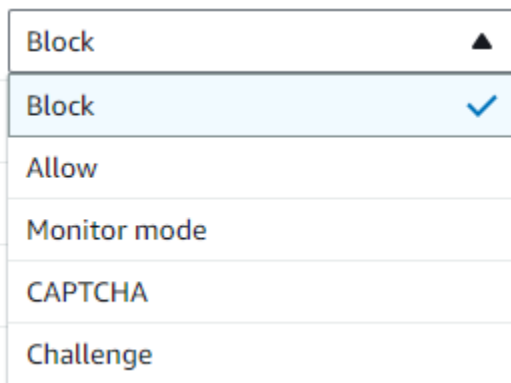 Block
Block
Allow
Monitor mode
CAPTCHA
Challenge